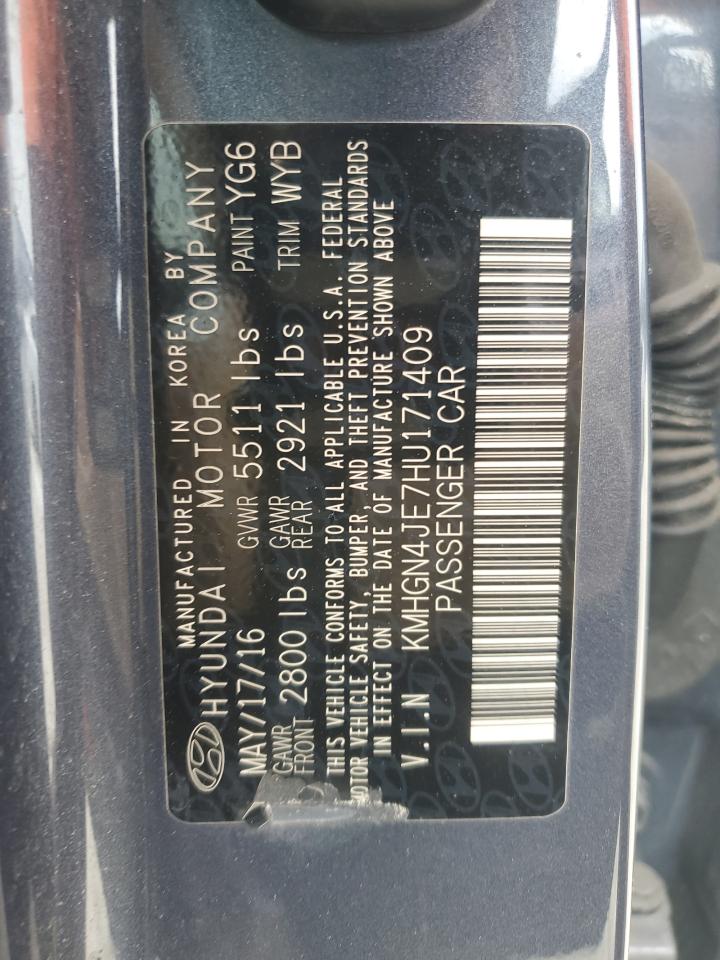 MANUFACTURED IN KOREA BY
HYUNDAI MOTOR COMPANY
MAY/17/16 GVWR 5511 lbs PAINT YG6
GAWR FRONT 2800 lbs GAWR REAR 2921 lbs TRIM WYB
THIS VEHICLE CONFORMS TO ALL APPLICABLE U.S.A. FEDERAL
MOTOR VEHICLE SAFETY, BUMPER, AND THEFT PREVENTION STANDARDS
IN EFFECT ON THE DATE OF MANUFACTURE SHOWN ABOVE
V.I.N KMHGN4JE7HU171409
PASSENGER CAR